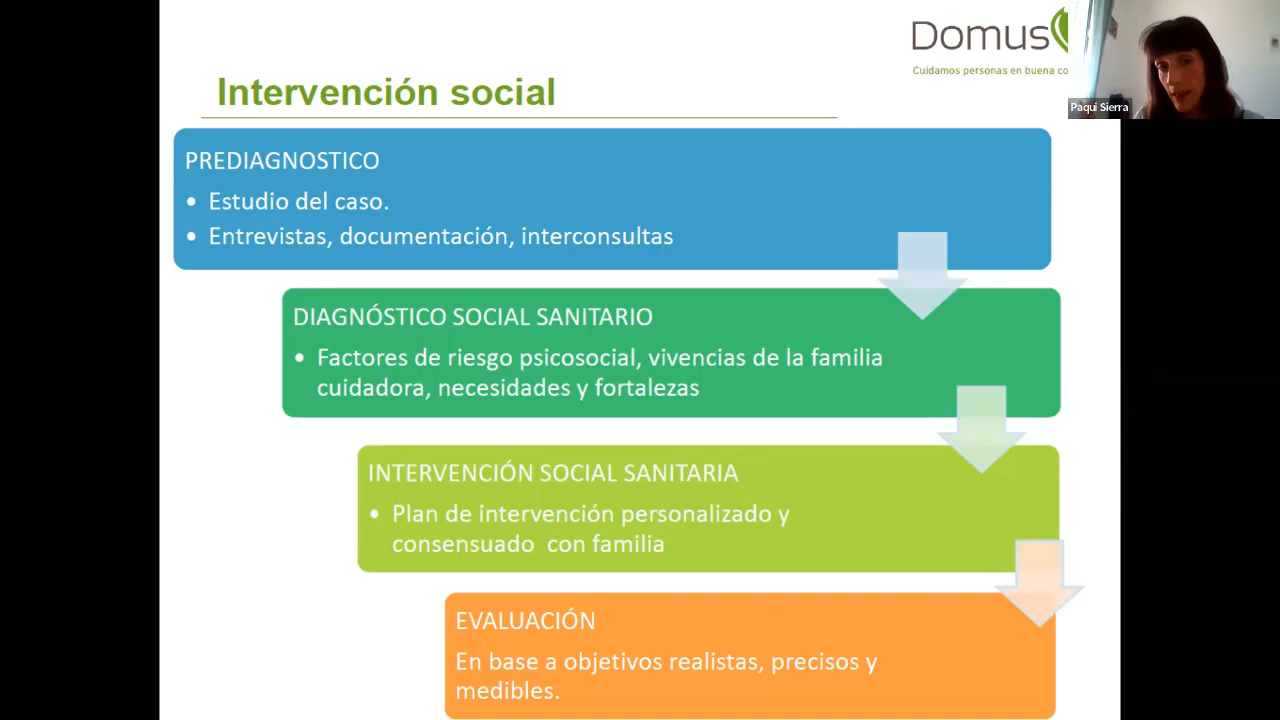 Domus
Cuidamos personas en buena
Paqui Sierra
Intervención social
PREDIAGNOSTICO
• Estudio del caso.
• Entrevistas, documentación, interconsultas
DIAGNÓSTICO SOCIAL SANITARIO
• Factores de riesgo psicosocial, vivencias de la familia
cuidadora, necesidades y fortalezas
INTERVENCIÓN SOCIAL SANITARIA
• Plan de intervención personalizado y
consensuado con familia
EVALUACIÓN
En base a objetivos realistas, precisos y
medibles.